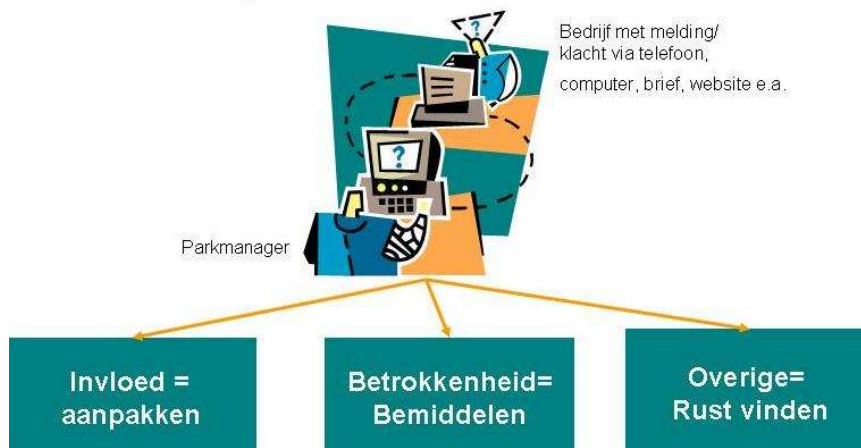 Bedrijf met melding/
klacht via telefoon,
computer, brief, website e.a.
?
?
Parkmanager
Invloed =
aanpakken
Betrokkenheid=
Bemiddelen
Overige=
Rust vinden